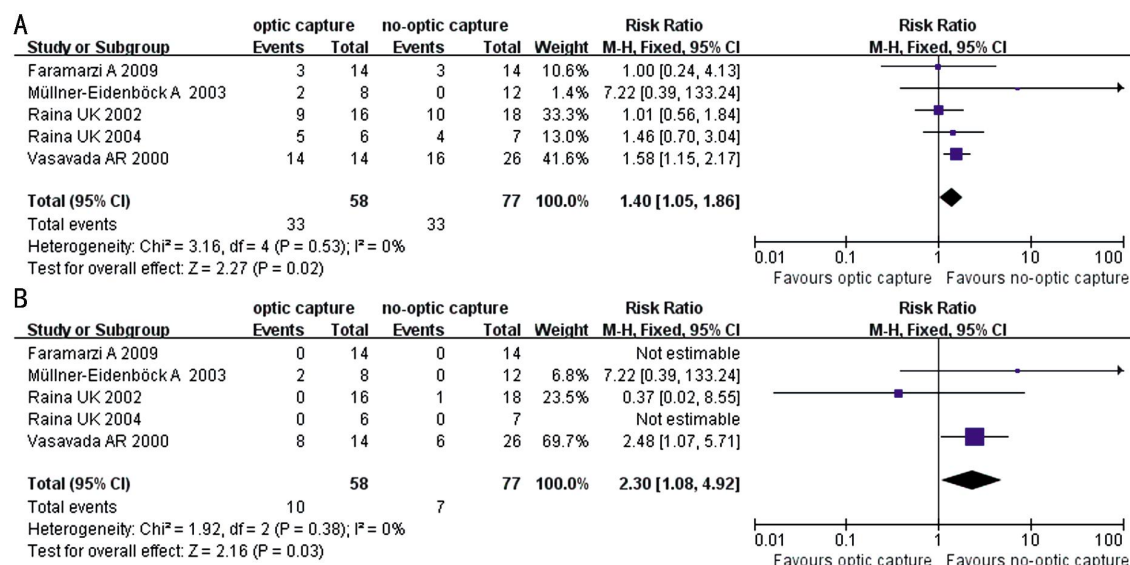 A
optic capture no-optic capture Risk Ratio Risk Ratio
Study or Subgroup Events Total Events Total Weight M-H, Fixed, 95% CI M-H, Fixed, 95% CI
Faramarzi A 2009 3 14 3 14 10.6% 1.00 [0.24, 4.13]
Müllner-Eidenböck A 2003 2 8 0 12 1.4% 7.22 [0.39, 133.24]
Raina UK 2002 9 16 10 18 33.3% 1.01 [0.56, 1.84]
Raina UK 2004 5 6 4 7 13.0% 1.46 [0.70, 3.04]
Vasavada AR 2000 14 14 16 26 41.6% 1.58 [1.15, 2.17]
Total (95% CI) 58 77 100.0% 1.40 [1.05, 1.86]
Total events 33 33
Heterogeneity: Chi² = 3.16, df = 4 (P = 0.53); I² = 0%
Test for overall effect: Z = 2.27 (P = 0.02)
0.01 0.1 1 10 100
Favours optic capture Favours no-optic capture
B
optic capture no-optic capture Risk Ratio Risk Ratio
Study or Subgroup Events Total Events Total Weight M-H, Fixed, 95% CI M-H, Fixed, 95% CI
Faramarzi A 2009 0 14 0 14 Not estimable
Müllner-Eidenböck A 2003 2 8 0 12 6.8% 7.22 [0.39, 133.24]
Raina UK 2002 0 16 1 18 23.5% 0.37 [0.02, 8.55]
Raina UK 2004 0 6 0 7 Not estimable
Vasavada AR 2000 8 14 6 26 69.7% 2.48 [1.07, 5.71]
Total (95% CI) 58 77 100.0% 2.30 [1.08, 4.92]
Total events 10 7
Heterogeneity: Chi² = 1.92, df = 2 (P = 0.38); I² = 0%
Test for overall effect: Z = 2.16 (P = 0.03)
0.01 0.1 1 10 100
Favours optic capture Favours no-optic capture